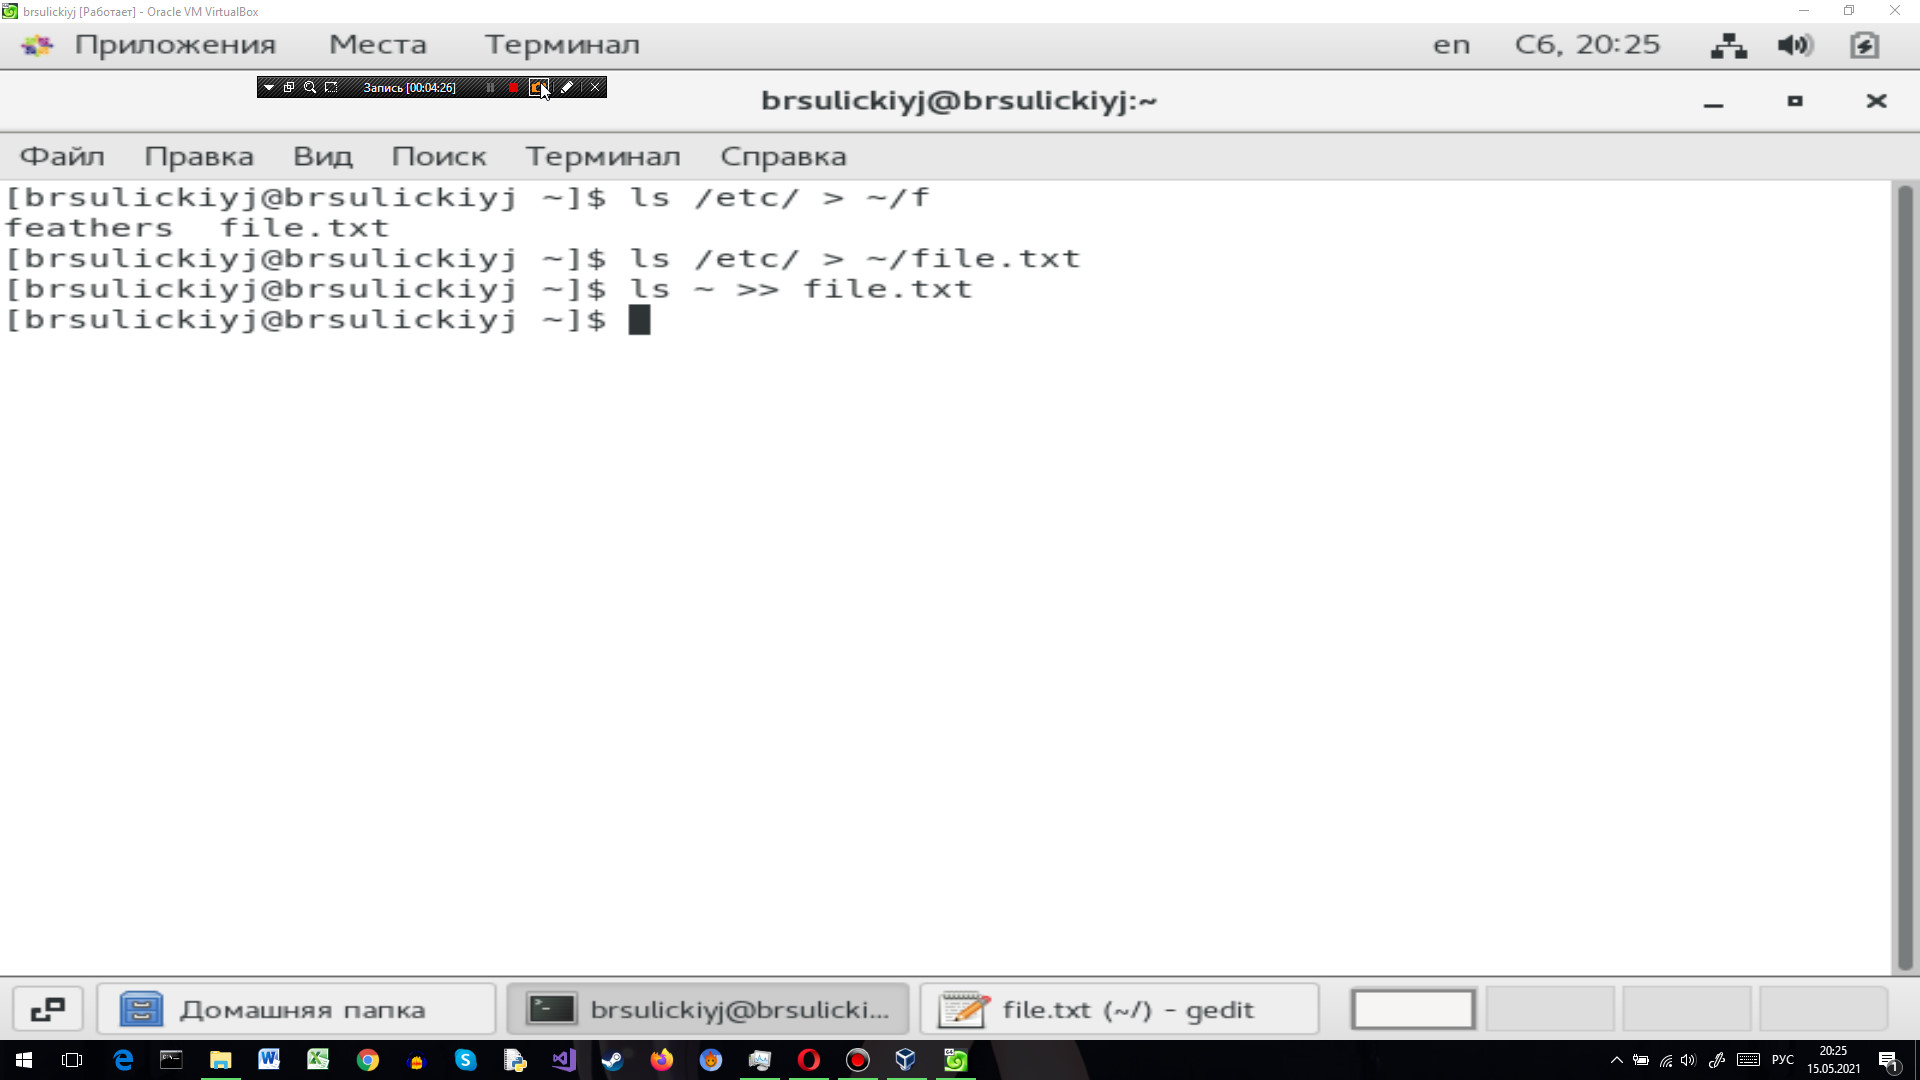 brsulickiyj [Работает] - Oracle VM VirtualBox
Приложения Места Терминал en Сб, 20:25
Запись [00:04:26]
brsulickiyj@brsulickiyj:~
Файл Правка Вид Поиск Терминал Справка
[brsulickiyj@brsulickiyj ~]$ ls /etc/ > ~/f
feathers file.txt
[brsulickiyj@brsulickiyj ~]$ ls /etc/ > ~/file.txt
[brsulickiyj@brsulickiyj ~]$ ls ~ >> file.txt
[brsulickiyj@brsulickiyj ~]$
Домашняя папка brsulickiyj@brsulicki... file.txt (~/) - gedit
РУС 20:25
15.05.2021 1